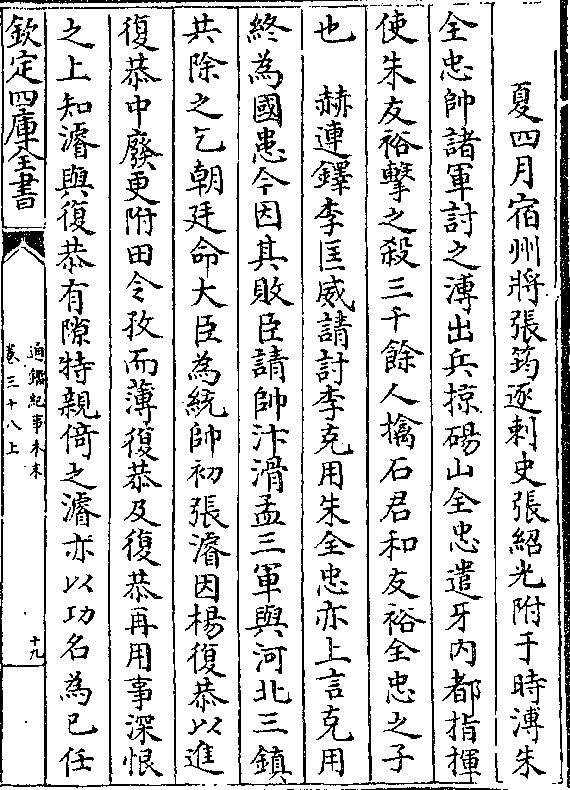 夏四月宿州將張筠逐刺史張紹光附于時溥朱
全忠帥諸軍討之溥出兵掠碭山全忠遣牙內都指揮
使朱友裕擊之殺三千餘人擒石君和友裕全忠之子
也　赫連鐸李匡威請討李克用朱全忠亦上言克用
終為國患今因其敗臣請帥汴滑孟三軍與河北三鎮
共除之乞朝廷命大臣為統帥初張濬因楊復恭以進
復恭中廢更附田令孜而薄復恭及復恭再用事深恨
之上知濬與復恭有隙特親倚之濬亦以功名為已任
欽定四庫全書
通鑑紀事本末
卷三十八上
十九